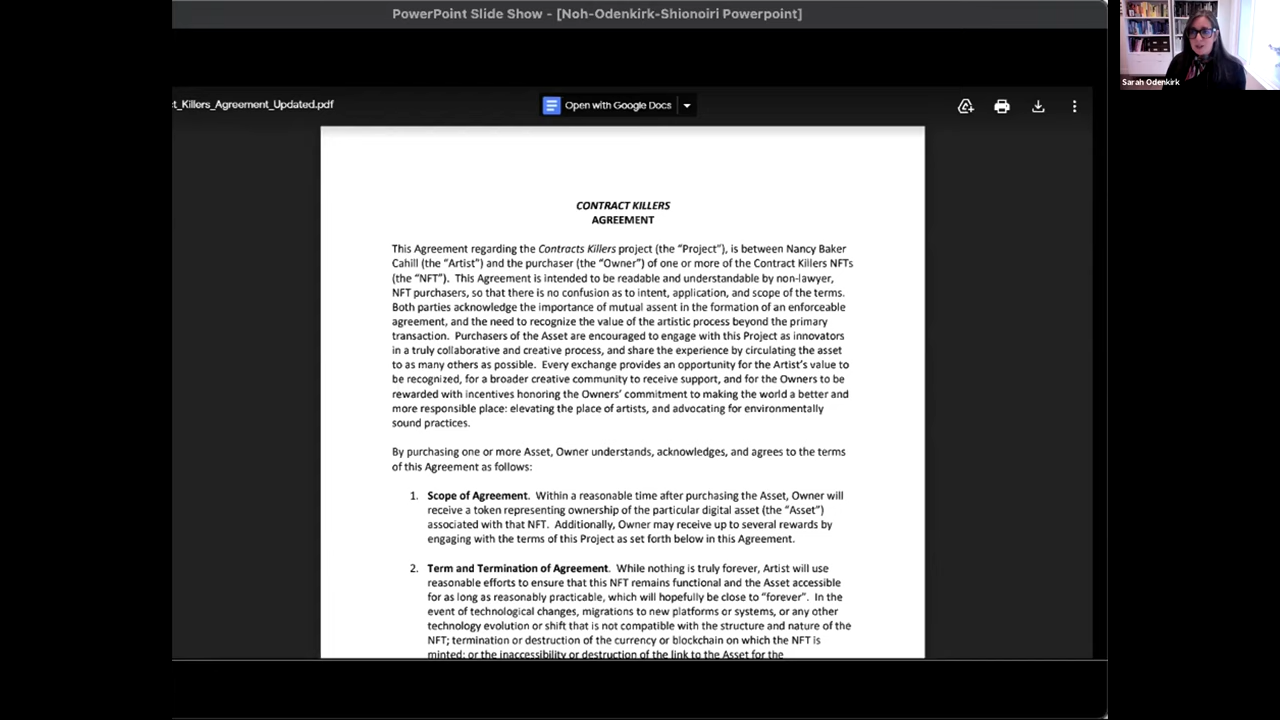 PowerPoint Slide Show - [Noh-Odenkirk-Shionoiri Powerpoint]
Sarah Odenkirk
t_Killers_Agreement_Updated.pdf
Open with Google Docs
CONTRACT KILLERS
AGREEMENT
This Agreement regarding the Contracts Killers project (the “Project”), is between Nancy Baker
Cahill (the “Artist”) and the purchaser (the “Owner”) of one or more of the Contract Killers NFTs
(the “NFT”). This Agreement is intended to be readable and understandable by non-lawyer,
NFT purchasers, so that there is no confusion as to intent, application, and scope of the terms.
Both parties acknowledge the importance of mutual assent in the formation of an enforceable
agreement, and the need to recognize the value of the artistic process beyond the primary
transaction. Purchasers of the Asset are encouraged to engage with this Project as innovators
in a truly collaborative and creative process, and share the experience by circulating the asset
to as many others as possible. Every exchange provides an opportunity for the Artist’s value to
be recognized, for a broader creative community to receive support, and for the Owners to be
rewarded with incentives honoring the Owners’ commitment to making the world a better and
more responsible place: elevating the place of artists, and advocating for environmentally
sound practices.
By purchasing one or more Asset, Owner understands, acknowledges, and agrees to the terms
of this Agreement as follows:
1. Scope of Agreement. Within a reasonable time after purchasing the Asset, Owner will
receive a token representing ownership of the particular digital asset (the “Asset”)
associated with that NFT. Additionally, Owner may receive up to several rewards by
engaging with the terms of this Project as set forth below in this Agreement.
2. Term and Termination of Agreement. While nothing is truly forever, Artist will use
reasonable efforts to ensure that this NFT remains functional and the Asset accessible
for as long as reasonably practicable, which will hopefully be close to “forever”. In the
event of technological changes, migrations to new platforms or systems, or any other
technology evolution or shift that is not compatible with the structure and nature of the
NFT; termination or destruction of the currency or blockchain on which the NFT is
minted; or the inaccessibility or destruction of the link to the Asset for the